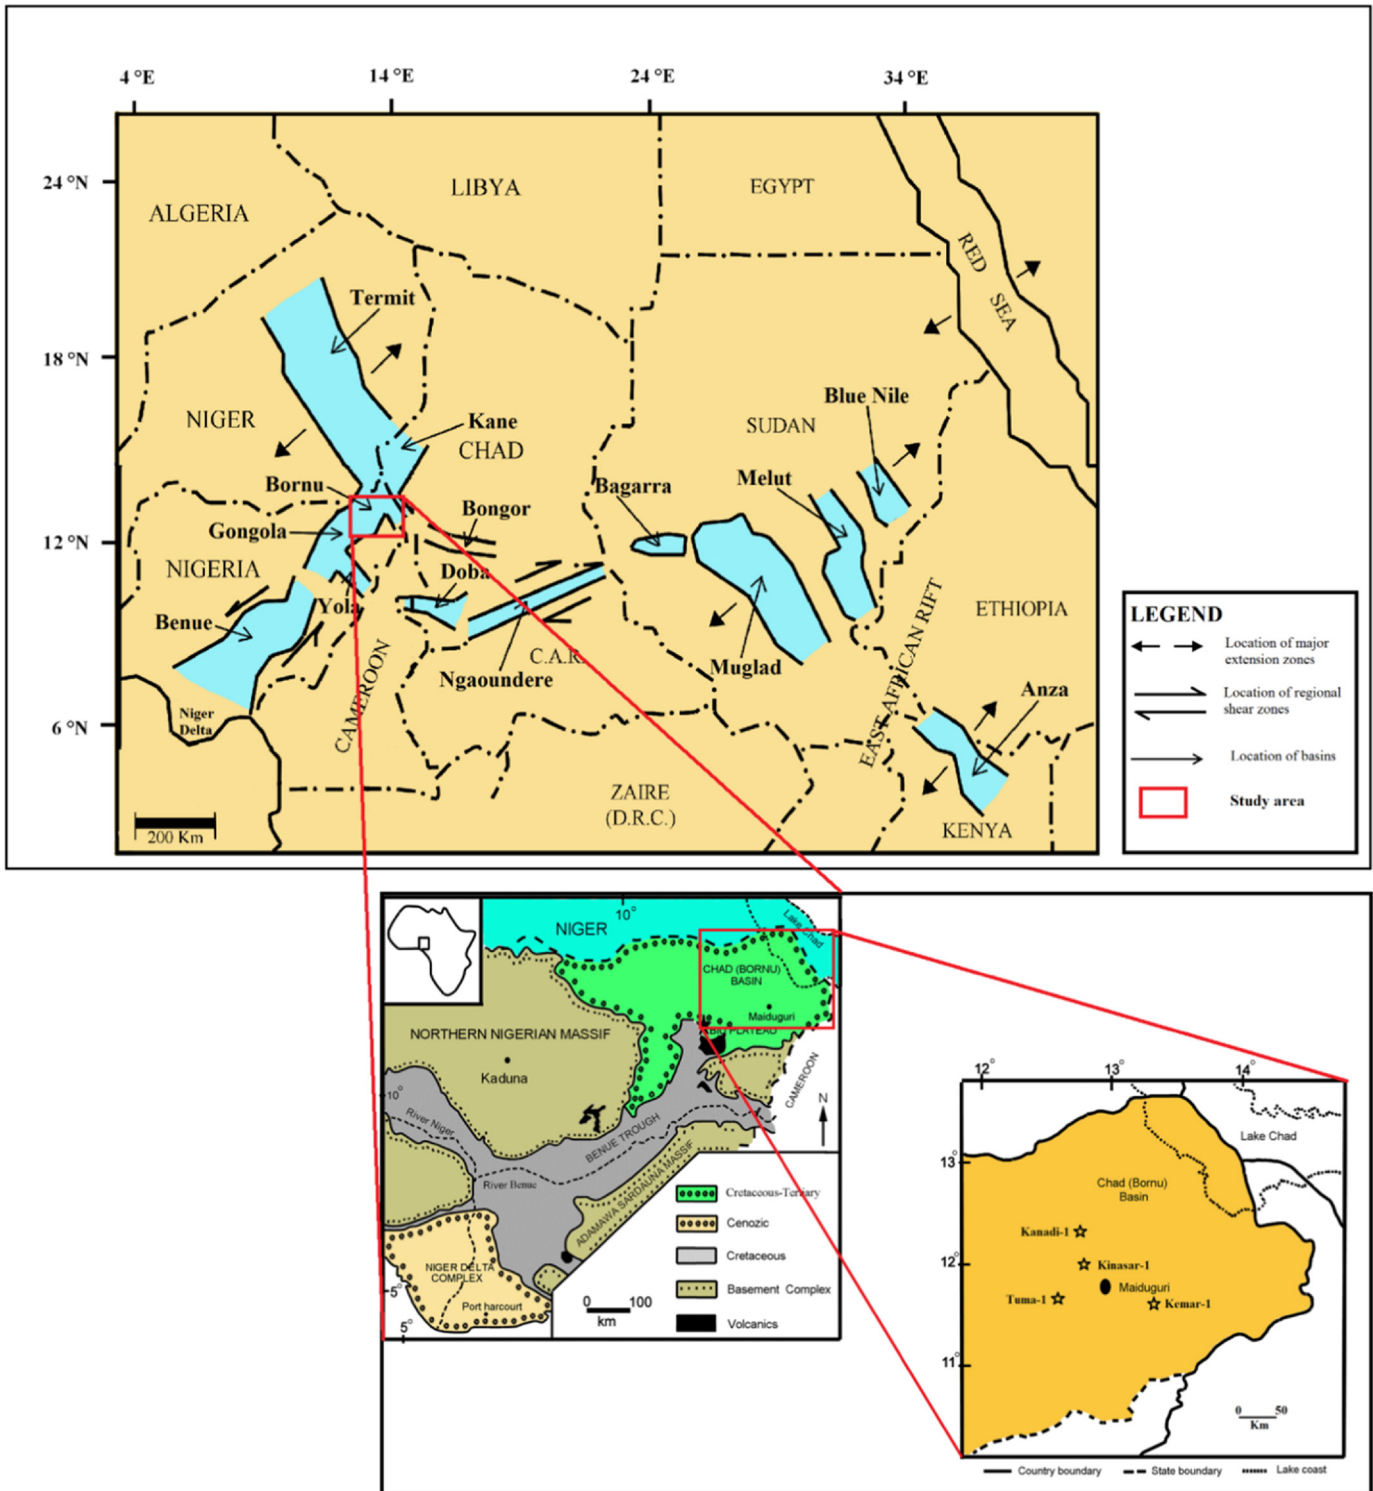 4 °E
14 °E
24 °E
34 °E
24 °N
18 °N
12 °N
6 °N
ALGERIA
LIBYA
EGYPT
RED
SEA
Termit
NIGER
Kane
CHAD
Bornu
Gongola
Bongor
Bagarra
SUDAN
Blue Nile
Melut
NIGERIA
Doba
Yola
Benue
Ngaoundere
C.A.R.
Muglad
ETHIOPIA
EAST AFRICAN RIFT
Anza
Niger
Delta
CAMEROON
ZAIRE
(D.R.C.)
KENYA
200 Km
LEGEND
Location of major
extension zones
Location of regional
shear zones
Location of basins
Study area
10°
NIGER
Lake Chad
CHAD (BORNU)
BASIN
Maiduguri
BIU PLATEAU
NORTHERN NIGERIAN MASSIF
Kaduna
CAMEROON
N
10°
River Niger
BENUE TROUGH
River Benue
ADAMAWA SARDAUNA MASSIF
NIGER DELTA
COMPLEX
Port harcourt
5°
5°
Cretaceous-Tertiary
Cenozic
Cretaceous
Basement Complex
Volcanics
0 100
km
12°
13°
14°
13°
12°
11°
Lake Chad
Chad (Bornu)
Basin
Kanadi-1
Kinasar-1
Maiduguri
Tuma-1
Kemar-1
0 50
Km
Country boundary
State boundary
Lake coast